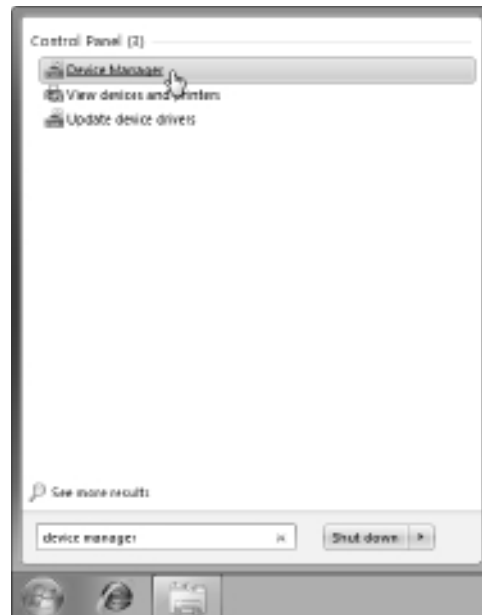 Control Panel (3)
Device Manager
View devices and printers
Update device drivers
See more results
device manager
Shut down